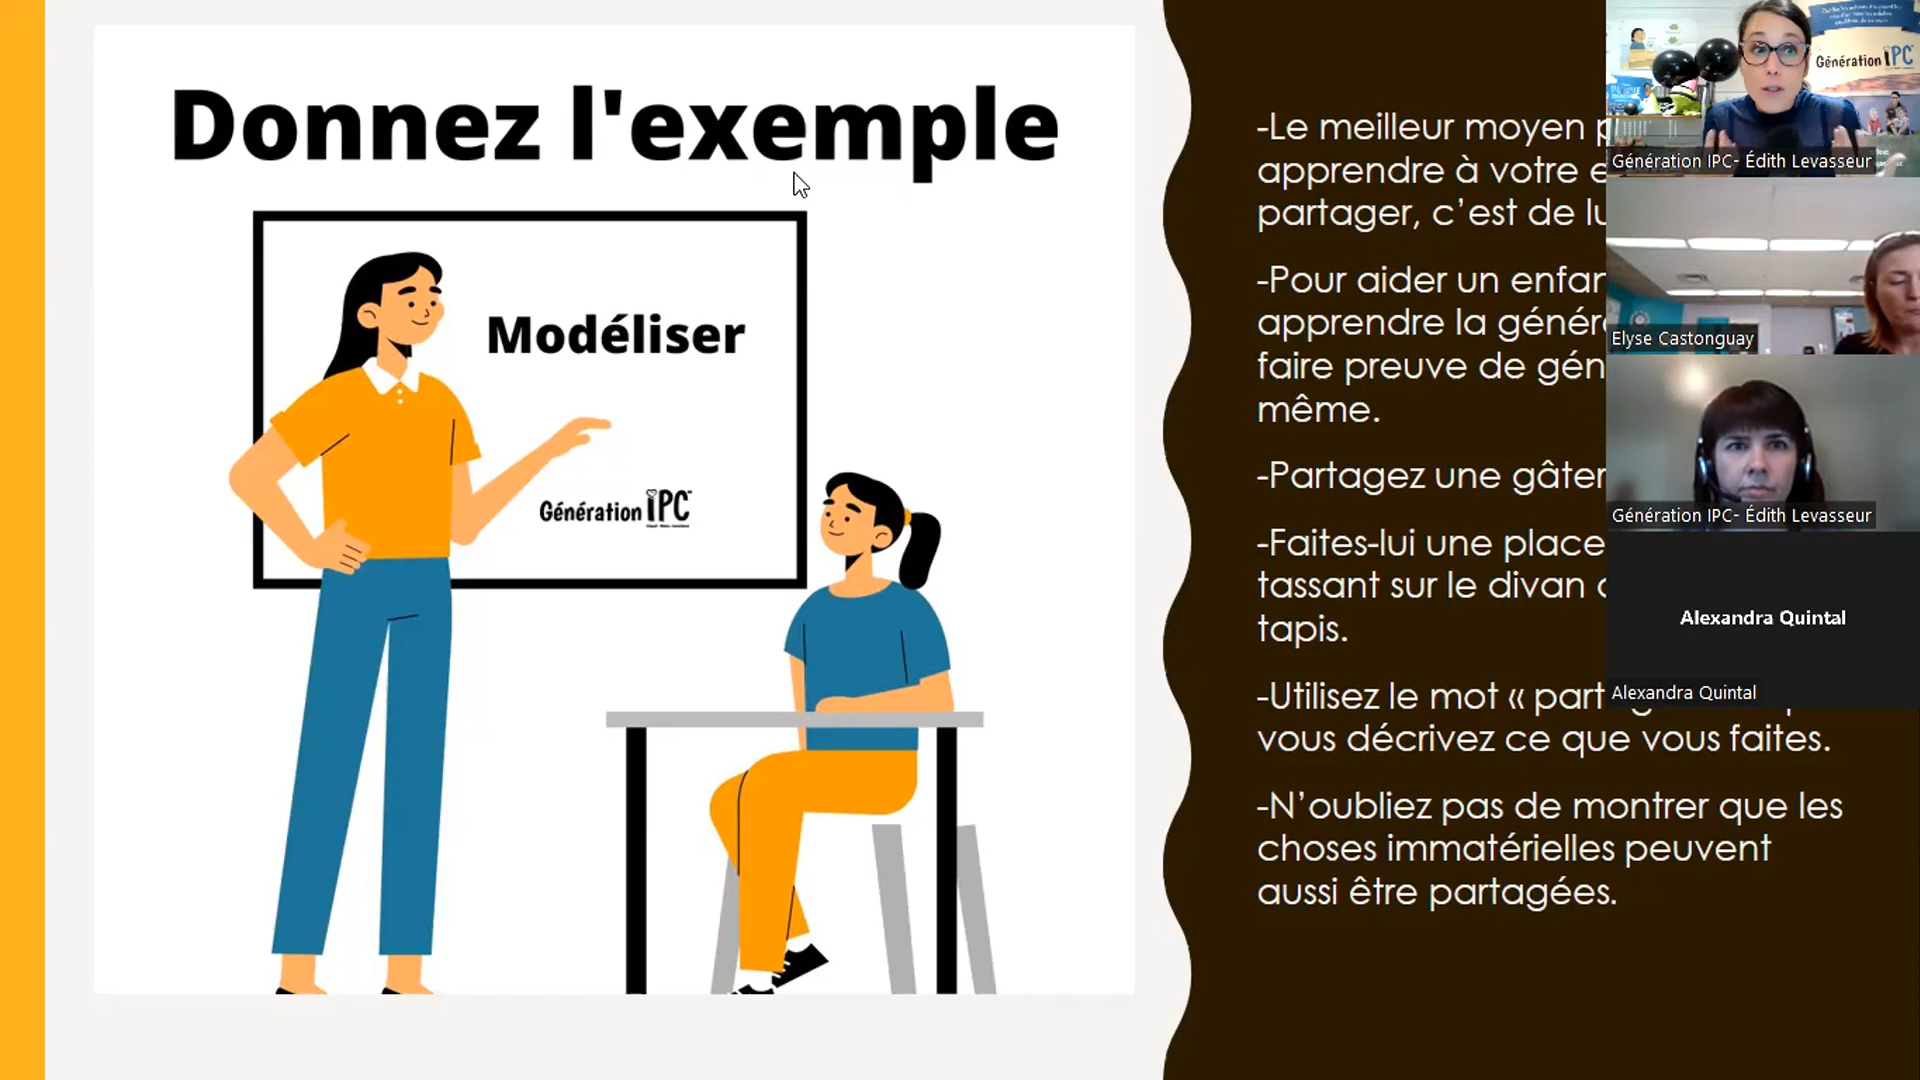 Donnez l'exemple
Modéliser
Génération iPC
-Le meilleur moyen
apprendre à votre
partager, c’est de
-Pour aider un
apprendre la
faire preuve de
même.
-Partagez une
-Faites-lui une place
tassant sur le divan
tapis.
-Utilisez le mot «
vous décrivez ce que vous faites.
-N’oubliez pas de montrer que les
choses immatérielles peuvent
aussi être partagées.
Génération iPC
Génération IPC- Édith Levasseur
Elyse Castonguay
Génération IPC- Édith Levasseur
Alexandra Quintal
Alexandra Quintal